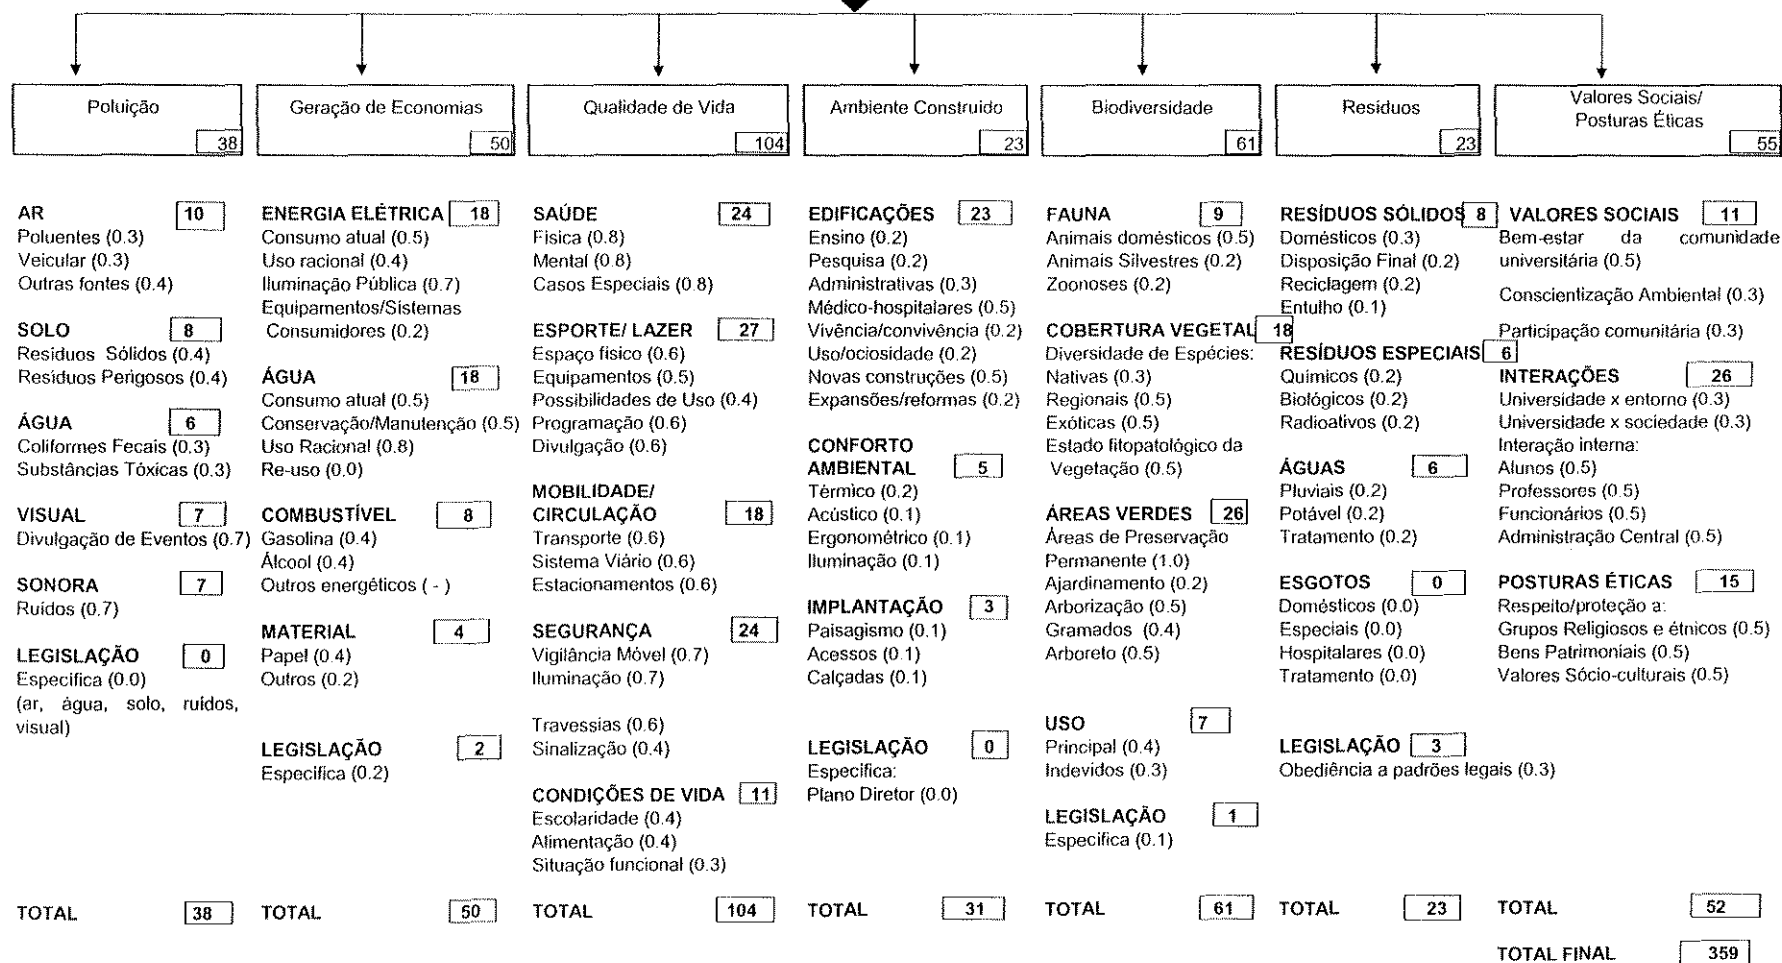 Poluição
38
Geração de Economias
50
Qualidade de Vida
104
Ambiente Construido
23
Biodiversidade
61
Resíduos
23
Valores Sociais/
Posturas Éticas
55
AR 10
Poluentes (0.3)
Veicular (0.3)
Outras fontes (0.4)
SOLO 8
Resíduos Sólidos (0.4)
Resíduos Perigosos (0.4)
ÁGUA 6
Coliformes Fecais (0.3)
Substâncias Tóxicas (0.3)
VISUAL 7
Divulgação de Eventos (0.7)
SONORA 7
Ruídos (0.7)
LEGISLAÇÃO 0
Especifica (0.0)
(ar, água, solo, ruídos,
visual)
TOTAL 38
ENERGIA ELÉTRICA 18
Consumo atual (0.5)
Uso racional (0.4)
Iluminação Pública (0.7)
Equipamentos/Sistemas
Consumidores (0.2)
ÁGUA 18
Consumo atual (0.5)
Conservação/Manutenção (0.5)
Uso Racional (0.8)
Re-uso (0.0)
COMBUSTÍVEL 8
Gasolina (0.4)
Álcool (0.4)
Outros energéticos ( - )
MATERIAL 4
Papel (0.4)
Outros (0.2)
LEGISLAÇÃO 2
Especifica (0.2)
TOTAL 50
SAÚDE 24
Física (0.8)
Mental (0.8)
Casos Especiais (0.8)
ESPORTE/ LAZER 27
Espaço físico (0.6)
Equipamentos (0.5)
Possibilidades de Uso (0.4)
Programação (0.6)
Divulgação (0.6)
MOBILIDADE/
CIRCULAÇÃO 18
Transporte (0.6)
Sistema Viário (0.6)
Estacionamentos (0.6)
SEGURANÇA 24
Vigilância Móvel (0.7)
Iluminação (0.7)
Travessias (0.6)
Sinalização (0.4)
CONDIÇÕES DE VIDA 11
Escolaridade (0.4)
Alimentação (0.4)
Situação funcional (0.3)
TOTAL 104
EDIFICAÇÕES 23
Ensino (0.2)
Pesquisa (0.2)
Administrativas (0.3)
Médico-hospitalares (0.5)
Vivência/convivência (0.2)
Uso/ociosidade (0.2)
Novas construções (0.5)
Expansões/reformas (0.2)
CONFORTO
AMBIENTAL 5
Térmico (0.2)
Acústico (0.1)
Ergonométrico (0.1)
Iluminação (0.1)
IMPLANTAÇÃO 3
Paisagismo (0.1)
Acessos (0.1)
Calçadas (0.1)
LEGISLAÇÃO 0
Especifica:
Plano Diretor (0.0)
TOTAL 31
FAUNA 9
Animais domésticos (0.5)
Animais Silvestres (0.2)
Zoonoses (0.2)
COBERTURA VEGETAL 18
Diversidade de Espécies:
Nativas (0.3)
Regionais (0.5)
Exóticas (0.5)
Estado fitopatológico da
Vegetação (0.5)
ÁREAS VERDES 26
Áreas de Preservação
Permanente (1.0)
Ajardinamento (0.2)
Arborização (0.5)
Gramados (0.4)
Arboreto (0.5)
USO 7
Principal (0.4)
Indevidos (0.3)
LEGISLAÇÃO 1
Especifica (0.1)
TOTAL 61
RESÍDUOS SÓLIDOS 8
Domésticos (0.3)
Disposição Final (0.2)
Reciclagem (0.2)
Entulho (0.1)
RESÍDUOS ESPECIAIS 6
Químicos (0.2)
Biológicos (0.2)
Radioativos (0.2)
ÁGUAS 6
Pluviais (0.2)
Potável (0.2)
Tratamento (0.2)
ESGOTOS 0
Domésticos (0.0)
Especiais (0.0)
Hospitalares (0.0)
Tratamento (0.0)
LEGISLAÇÃO 3
Obediência a padrões legais (0.3)
TOTAL 23
VALORES SOCIAIS 11
Bem-estar da comunidade
universitária (0.5)
Conscientização Ambiental (0.3)
Participação comunitária (0.3)
INTERAÇÕES 26
Universidade x entorno (0.3)
Universidade x sociedade (0.3)
Interação interna:
Alunos (0.5)
Professores (0.5)
Funcionários (0.5)
Administração Central (0.5)
POSTURAS ÉTICAS 15
Respeito/proteção a:
Grupos Religiosos e étnicos (0.5)
Bens Patrimoniais (0.5)
Valores Sócio-culturais (0.5)
TOTAL 52
TOTAL FINAL 359